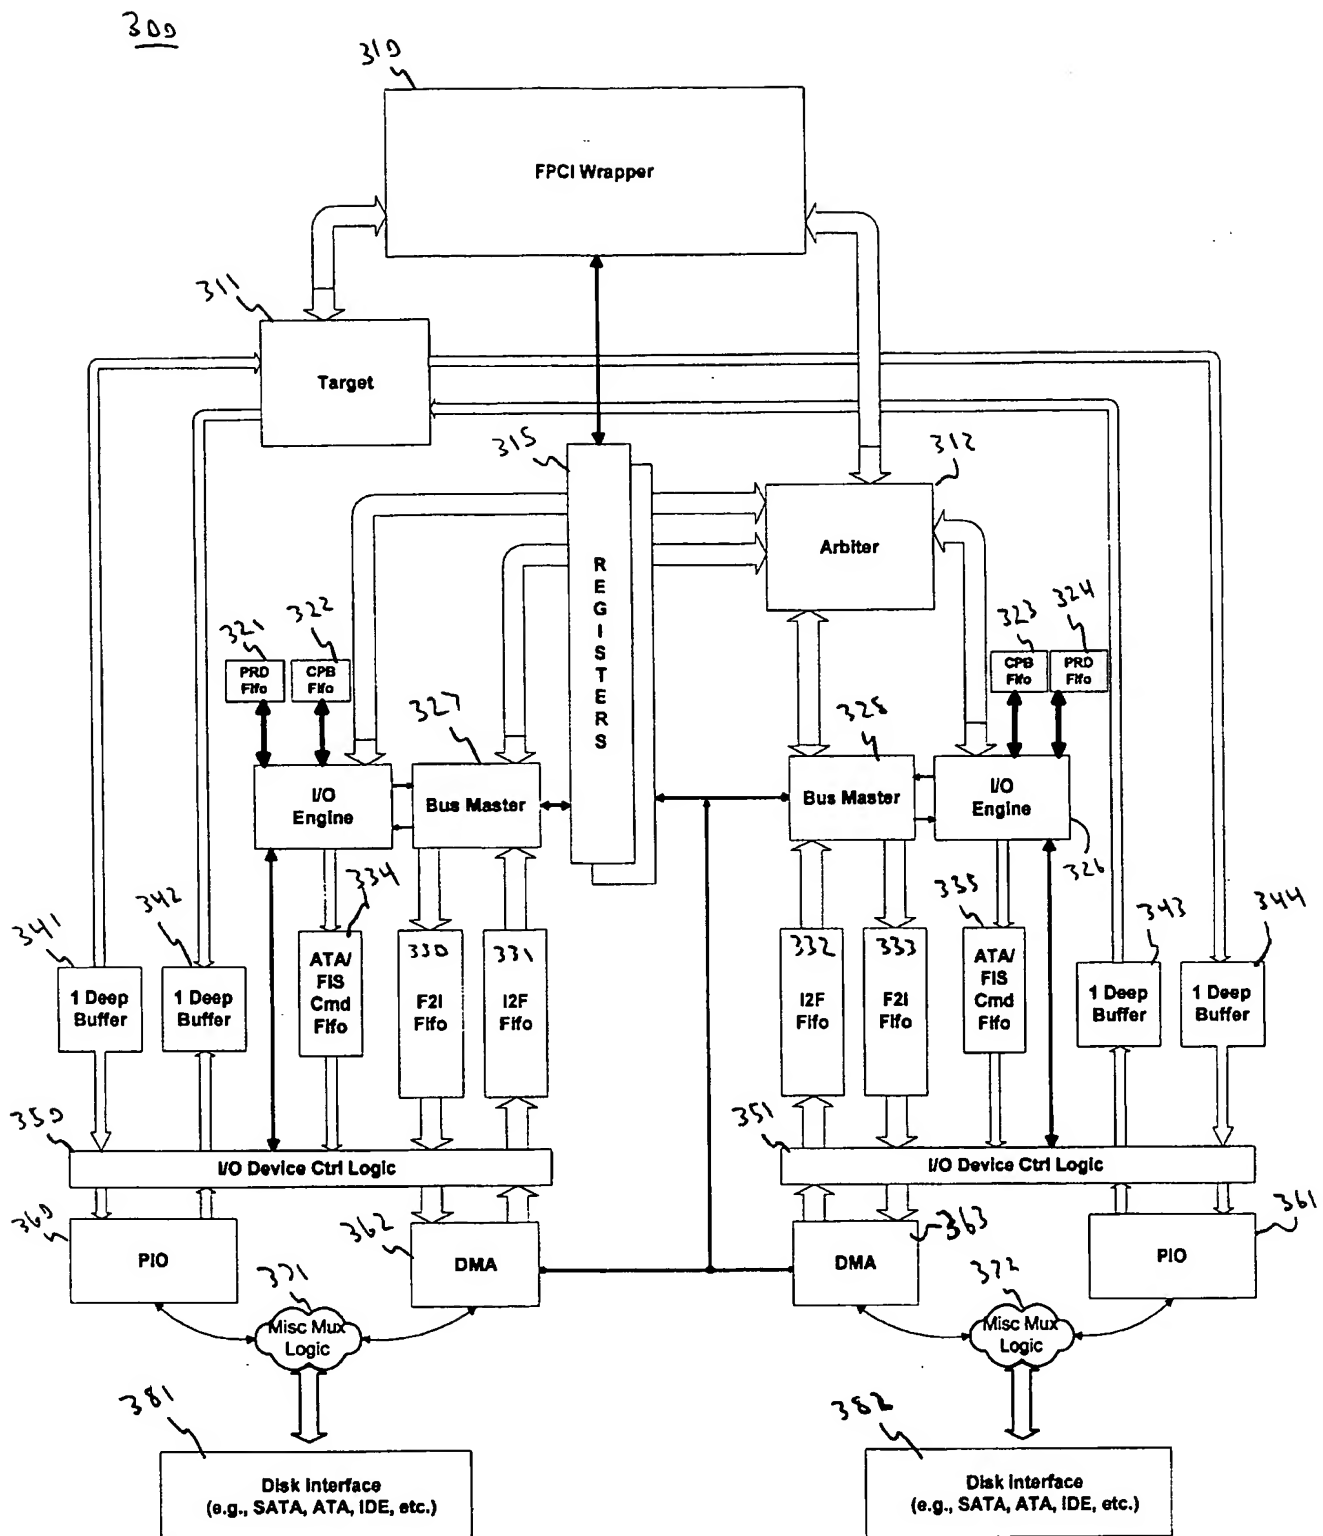 300
310
FPCI Wrapper
311
Target
315
312
REGISTERS
Arbiter
321
322
323
324
PRD
Fifo
CPB
Fifo
CPB
Fifo
PRD
Fifo
327
328
I/O
Engine
Bus Master
Bus Master
I/O
Engine
326
334
335
341
342
343
344
1 Deep
Buffer
1 Deep
Buffer
ATA/
FIS
Cmd
Fifo
330
F2I
Fifo
331
I2F
Fifo
332
I2F
Fifo
333
F2I
Fifo
ATA/
FIS
Cmd
Fifo
1 Deep
Buffer
1 Deep
Buffer
350
I/O Device Ctrl Logic
351
I/O Device Ctrl Logic
360
PIO
362
DMA
363
DMA
361
PIO
371
Misc Mux
Logic
372
Misc Mux
Logic
381
Disk Interface
(e.g., SATA, ATA, IDE, etc.)
382
Disk Interface
(e.g., SATA, ATA, IDE, etc.)